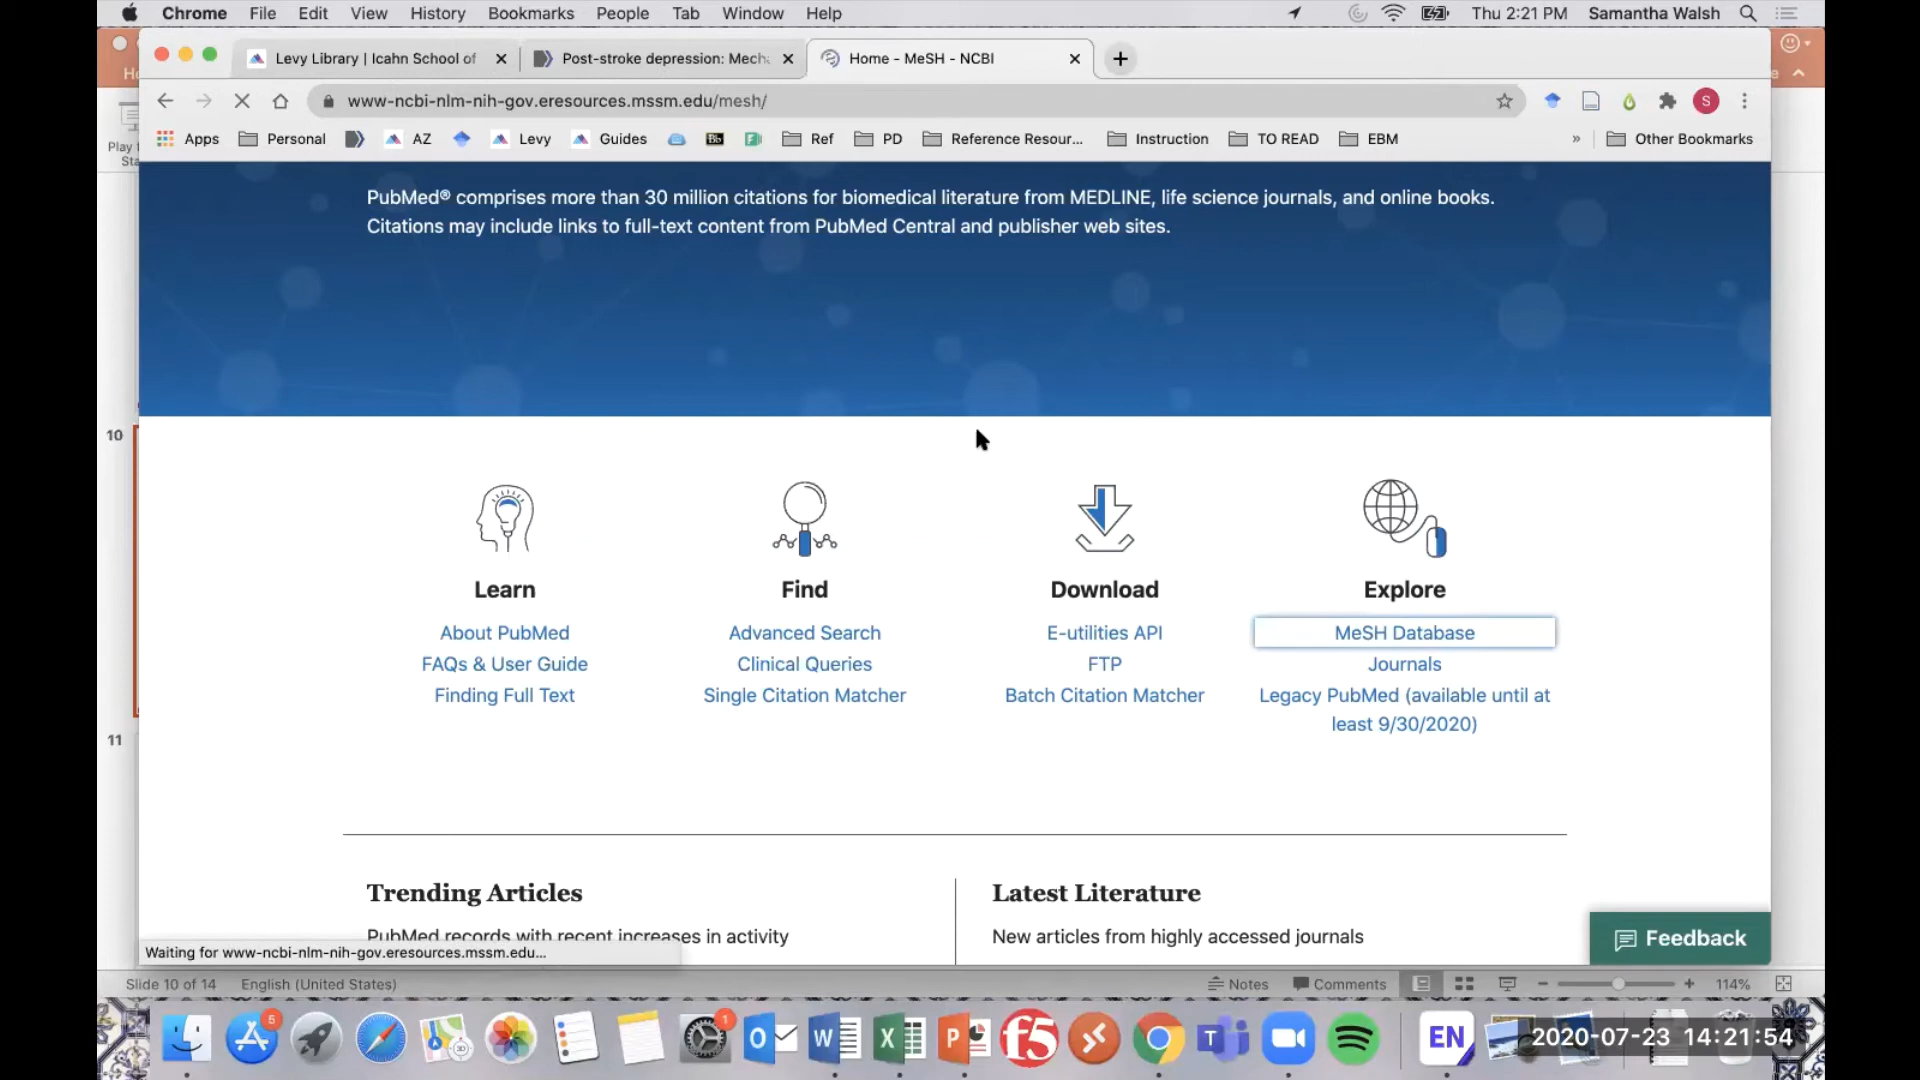 Chrome File Edit View History Bookmarks People Tab Window Help Thu 2:21 PM Samantha Walsh
Levy Library | Icahn School of
Post-stroke depression: Mech
Home - MeSH - NCBI
www-ncbi-nlm-nih-gov.eresources.mssm.edu/mesh/
S
Apps Personal AZ Levy Bb Guides Ref PD Reference Resour... Instruction TO READ EBM » Other Bookmarks
Play
Sta
PubMed® comprises more than 30 million citations for biomedical literature from MEDLINE, life science journals, and online books.
Citations may include links to full-text content from PubMed Central and publisher web sites.
10
11
Learn
About PubMed
FAQs & User Guide
Finding Full Text
Find
Advanced Search
Clinical Queries
Single Citation Matcher
Download
E-utilities API
FTP
Batch Citation Matcher
Explore
MeSH Database
Journals
Legacy PubMed (available until at
least 9/30/2020)
Trending Articles
PubMed records with recent increases in activity
Latest Literature
New articles from highly accessed journals
Feedback
Waiting for www-ncbi-nlm-nih-gov.eresources.mssm.edu...
Slide 10 of 14 English (United States) Notes Comments 114%
5
1
EN
2020-07-23 14:21:54